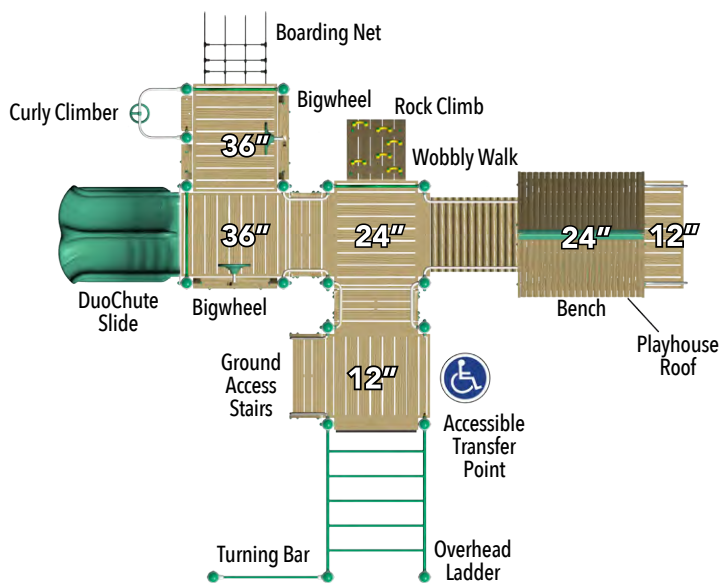 Boarding Net
Curly Climber
Bigwheel
Rock Climb
36"
Wobbly Walk
36"
24"
24"
12"
DuoChute
Slide
Bigwheel
Bench
Playhouse
Roof
Ground
Access
Stairs
12"
Accessible
Transfer
Point
Turning Bar
Overhead
Ladder